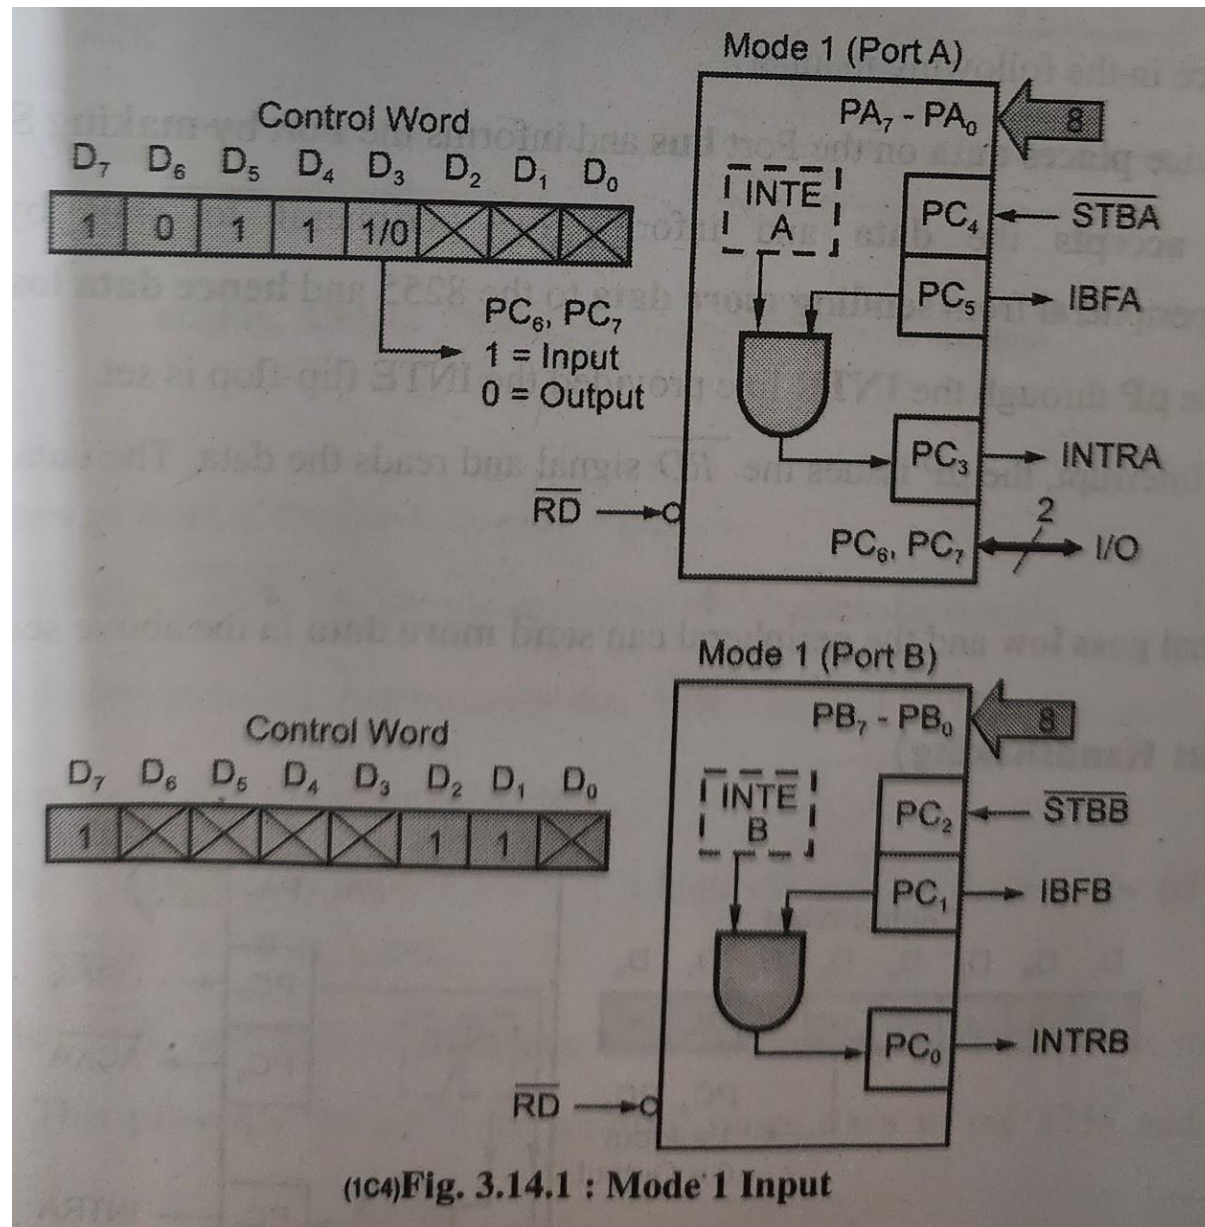 Mode 1 (Port A)
Control Word
D₇ D₆ D₅ D₄ D₃ D₂ D₁ D₀
1 0 1 1 1/0
PC₆, PC₇
1 = Input
0 = Output
PA₇ - PA₀
8
INTE
A
PC₄
STBA
PC₅
IBFA
PC₃
INTRA
RD
PC₆, PC₇
2
I/O
Mode 1 (Port B)
Control Word
D₇ D₆ D₅ D₄ D₃ D₂ D₁ D₀
1 1 1
PB₇ - PB₀
8
INTE
B
PC₂
STBB
PC₁
IBFB
PC₀
INTRB
RD
(1C4)Fig. 3.14.1 : Mode 1 Input